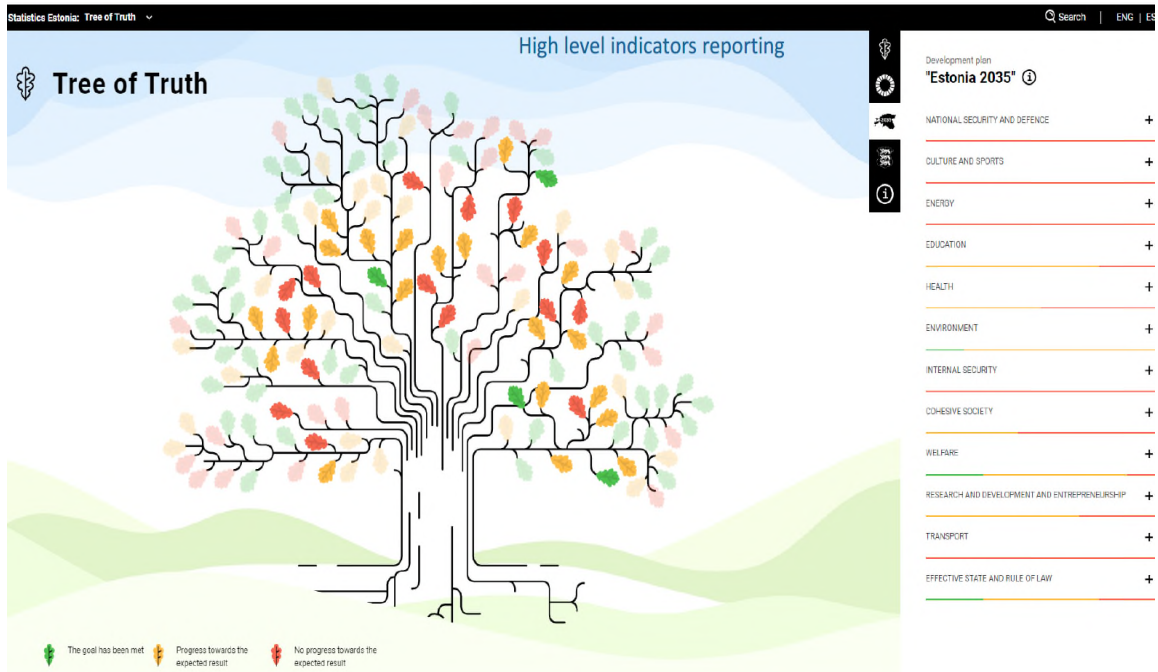 Statistics Estonia: Tree of Truth
Search | ENG | ES
High level indicators reporting
Tree of Truth
Development plan
"Estonia 2035"
NATIONAL SECURITY AND DEFENCE
CULTURE AND SPORTS
ENERGY
EDUCATION
HEALTH
ENVIRONMENT
INTERNAL SECURITY
COHESIVE SOCIETY
WELFARE
RESEARCH AND DEVELOPMENT AND ENTREPRENEURSHIP
TRANSPORT
EFFECTIVE STATE AND RULE OF LAW
The goal has been met
Progress towards the
expected result
No progress towards the
expected result